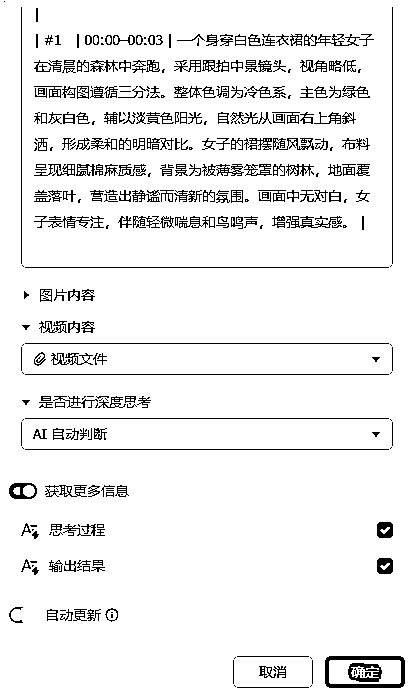 |
| #1 | 00:00–00:03 | 一个身穿白色连衣裙的年轻女子
在清晨的森林中奔跑，采用跟拍中景镜头，视角略低，
画面构图遵循三分法。整体色调为冷色系，主色为绿色
和灰白色，辅以淡黄色阳光，自然光从画面右上角斜
洒，形成柔和的明暗对比。女子的裙摆随风飘动，布料
呈现细腻棉麻质感，背景为被薄雾笼罩的树林，地面覆
盖落叶，营造出静谧而清新的氛围。画面中无对白，女
子表情专注，伴随轻微喘息和鸟鸣声，增强真实感。 |
图片内容
视频内容
视频文件
是否进行深度思考
AI 自动判断
获取更多信息
思考过程
输出结果
自动更新
取消 确定